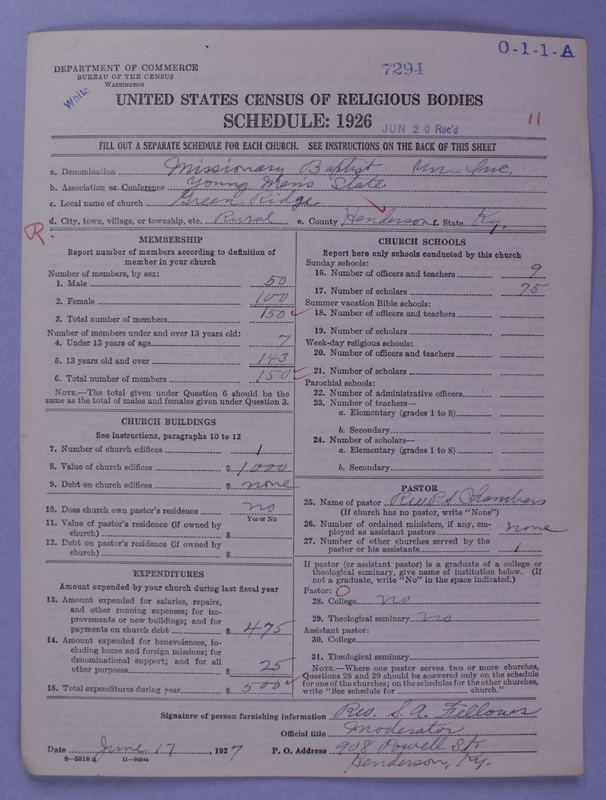 O-1-1-A
DEPARTMENT OF COMMERCE
7294
BUREAU OF THE CENSUS
WASHINGTON
White
UNITED STATES CENSUS OF RELIGIOUS BODIES
SCHEDULE: 1926
JUN 20 Rec'd
11
FILL OUT A SEPARATE SCHEDULE FOR EACH CHURCH. SEE INSTRUCTIONS ON THE BACK OF THIS SHEET
a. Denomination Missionary Baptist Un Inc.
b. Association or Conference Young Mens State
c. Local name of church Green Ridge
d. City, town, village, or township, etc. Rural e. County Henderson f. State Ky.
R
MEMBERSHIP
Report number of members according to definition of
member in your church
Number of members, by sex:
1. Male 50
2. Female 100
3. Total number of members 150
Number of members under and over 13 years old:
4. Under 13 years of age 7
5. 13 years old and over 143
6. Total number of members 150
NOTE.—The total given under Question 6 should be the
same as the total of males and females given under Question 3.
CHURCH BUILDINGS
See instructions, paragraphs 10 to 12
7. Number of church edifices 1
8. Value of church edifices $ 1000
9. Debt on church edifices $ none
10. Does church own pastor's residence no
Yes or No
11. Value of pastor's residence (if owned by
church) $
12. Debt on pastor's residence (if owned by
church) $
EXPENDITURES
Amount expended by your church during last fiscal year
13. Amount expended for salaries, repairs,
and other running expenses; for im-
provements or new buildings; and for
payments on church debt $ 475
14. Amount expended for benevolences, in-
cluding home and foreign missions; for
denominational support; and for all
other purposes 25
15. Total expenditures during year $ 500
CHURCH SCHOOLS
Report here only schools conducted by this church
Sunday schools:
16. Number of officers and teachers 9
17. Number of scholars 75
Summer vacation Bible schools:
18. Number of officers and teachers
19. Number of scholars
Week-day religious schools:
20. Number of officers and teachers
21. Number of scholars
Parochial schools:
22. Number of administrative officers
23. Number of teachers—
a. Elementary (grades 1 to 8)
b. Secondary
24. Number of scholars—
a. Elementary (grades 1 to 8)
b. Secondary
PASTOR
25. Name of pastor Rev. P. S. Chambers
(If church has no pastor, write "None")
26. Number of ordained ministers, if any, em-
ployed as assistant pastors none
27. Number of other churches served by the
pastor or his assistants 1
If pastor (or assistant pastor) is a graduate of a college or
theological seminary, give name of institution below. (If
not a graduate, write "No" in the space indicated.)
Pastor: O
28. College no
29. Theological seminary no
Assistant pastor:
30. College
31. Theological seminary
NOTE.—Where one pastor serves two or more churches,
Questions 28 and 29 should be answered only on the schedule
for one of the churches; on the schedules for the other churches,
write "See schedule for church."
Signature of person furnishing information Rev. S. A. Fellows
Official title Moderator
Date June 17, 1927 P. O. Address 908 Powell St.
8-5518 a 11-9364a Henderson, Ky.